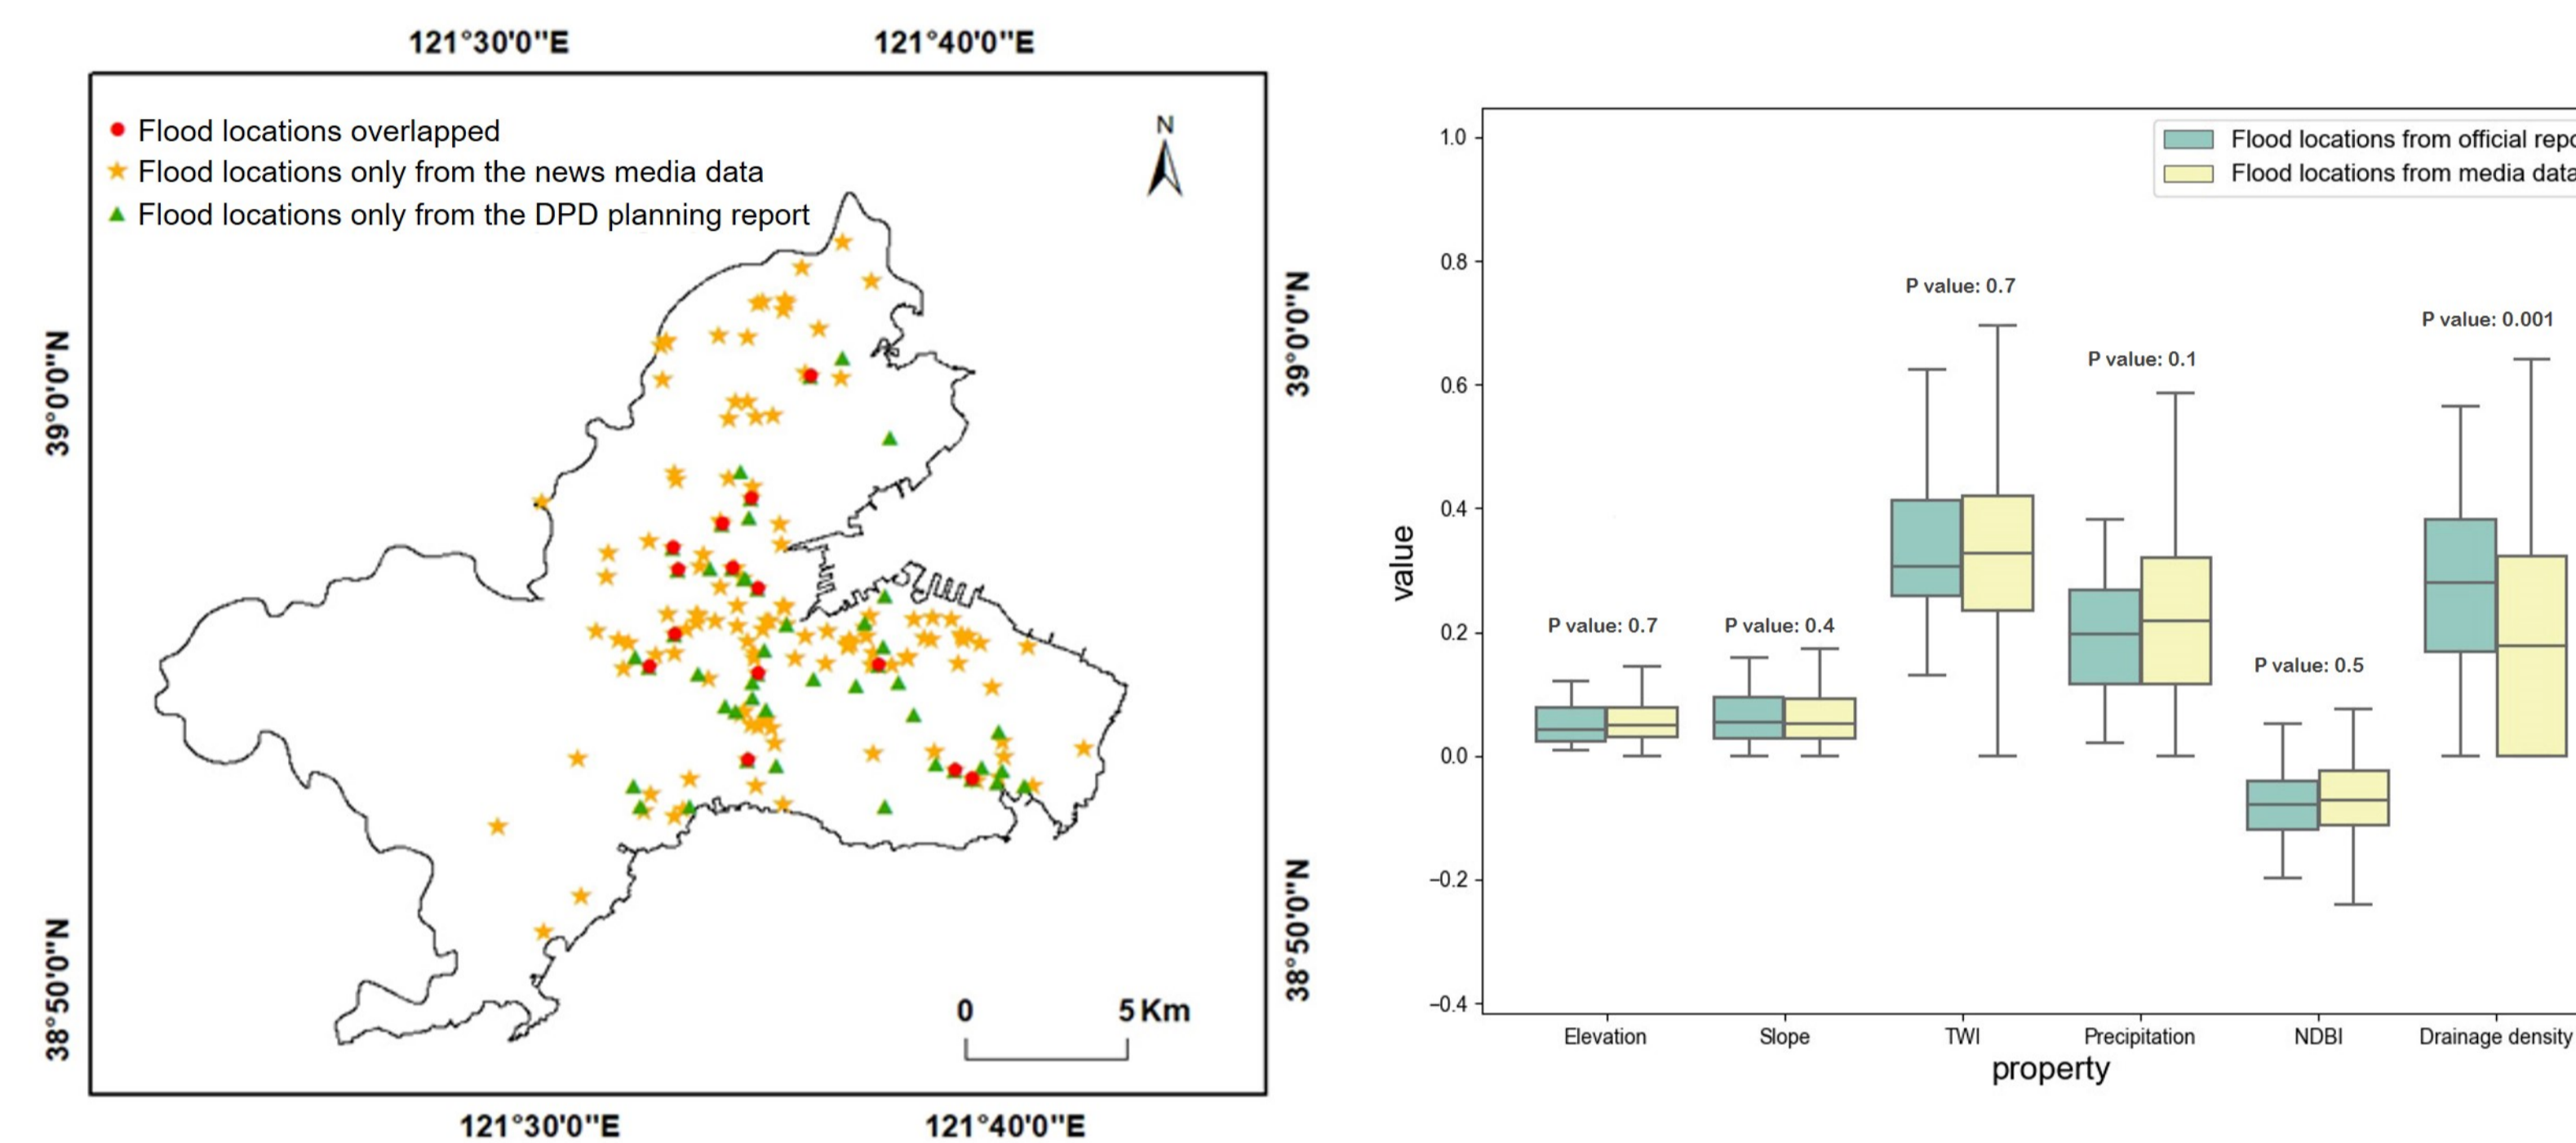 121°30'0"E
121°40'0"E
Flood locations overlapped
Flood locations only from the news media data
Flood locations only from the DPD planning report
N
39°0'0"N
39°0'0"N
38°50'0"N
38°50'0"N
0
5 Km
121°30'0"E
121°40'0"E
Flood locations from official repo
Flood locations from media data
1.0
0.8
0.6
0.4
0.2
0.0
−0.2
−0.4
value
P value: 0.7
P value: 0.4
P value: 0.7
P value: 0.1
P value: 0.5
P value: 0.001
Elevation
Slope
TWI
Precipitation
NDBI
Drainage density
property